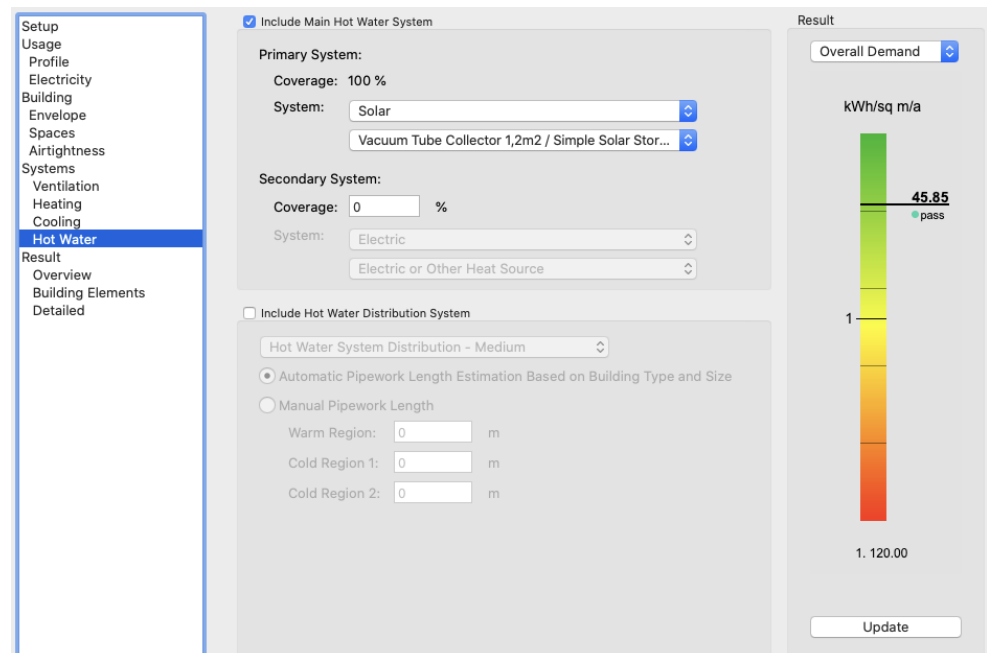 Setup
Usage
Profile
Electricity
Building
Envelope
Spaces
Airtightness
Systems
Ventilation
Heating
Cooling
Hot Water
Result
Overview
Building Elements
Detailed
Include Main Hot Water System
Primary System:
Coverage: 100 %
System: Solar
Vacuum Tube Collector 1,2m2 / Simple Solar Stor...
Secondary System:
Coverage: 0 %
System: Electric
Electric or Other Heat Source
Include Hot Water Distribution System
Hot Water System Distribution - Medium
Automatic Pipework Length Estimation Based on Building Type and Size
Manual Pipework Length
Warm Region: 0 m
Cold Region 1: 0 m
Cold Region 2: 0 m
Result
Overall Demand
kWh/sq m/a
45.85
pass
1
1. 120.00
Update